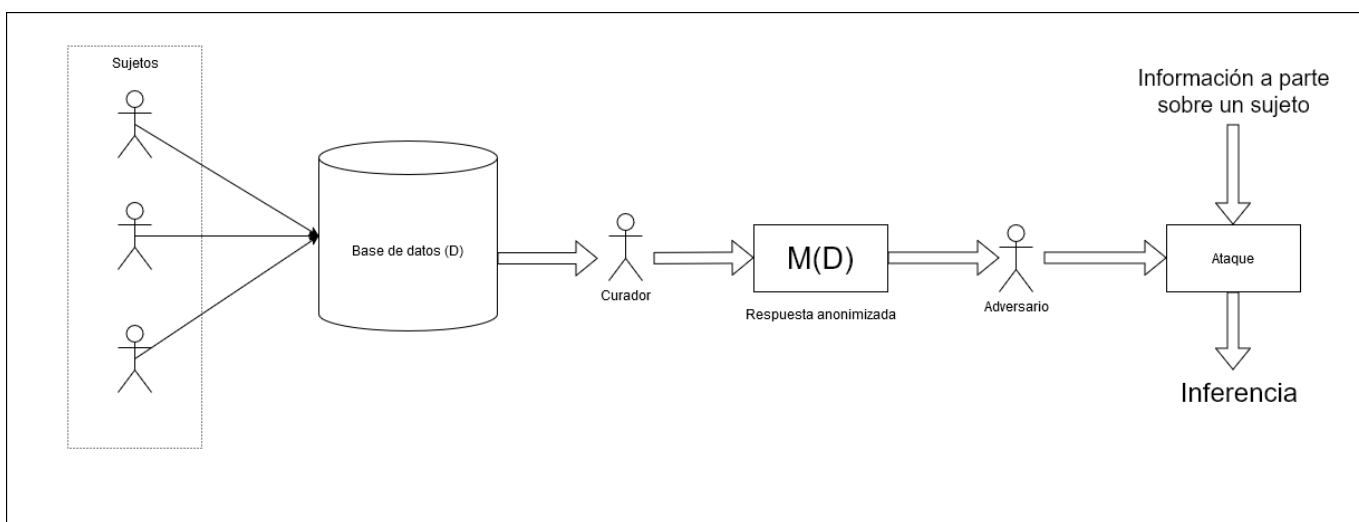 Sujetos
Base de datos (D)
Curador
M(D)
Respuesta anonimizada
Adversario
Información a parte
sobre un sujeto
Ataque
Inferencia